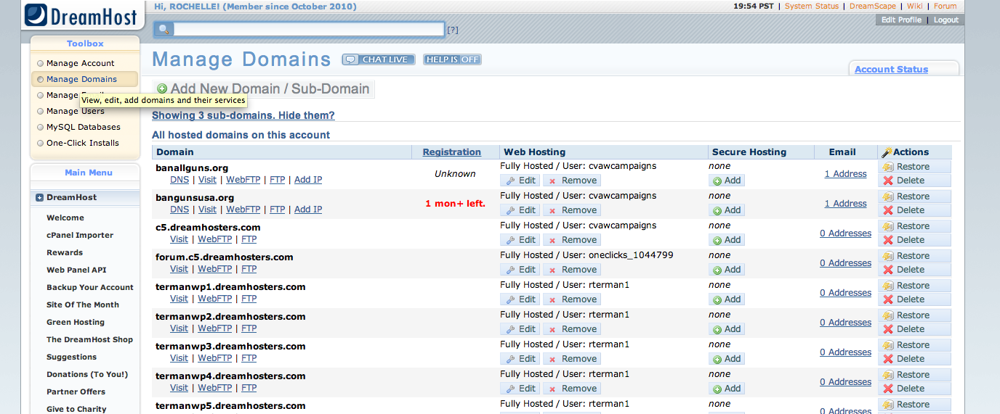 DreamHost
Hi, ROCHELLE! (Member since October 2010)
19:54 PST | System Status | DreamScape | Wiki | Forum
Edit Profile | Logout
[?]
Toolbox
Manage Account
Manage Domains
Manage
View, edit, add domains and their services
Manage Users
MySQL Databases
One-Click Installs
Main Menu
DreamHost
Welcome
cPanel Importer
Rewards
Web Panel API
Backup Your Account
Site Of The Month
Green Hosting
The DreamHost Shop
Suggestions
Donations (To You!)
Partner Offers
Give to Charity
Manage Domains CHAT LIVE HELP IS OFF
Account Status
Add New Domain / Sub-Domain
Showing 3 sub-domains. Hide them?
All hosted domains on this account
Domain Registration Web Hosting Secure Hosting Email Actions
banallguns.org Unknown Fully Hosted / User: cvawcampaigns none 1 Address Restore
DNS | Visit | WebFTP | FTP | Add IP Edit Remove Add Delete
bangunsusa.org 1 mon+ left. Fully Hosted / User: cvawcampaigns none 1 Address Restore
DNS | Visit | WebFTP | FTP | Add IP Edit Remove Add Delete
c5.dreamhosters.com Fully Hosted / User: cvawcampaigns none 0 Addresses Restore
Visit | WebFTP | FTP Edit Remove Add Delete
forum.c5.dreamhosters.com Fully Hosted / User: oneclicks_1044799 none 0 Addresses Restore
Visit | WebFTP | FTP Edit Remove Add Delete
termanwp1.dreamhosters.com Fully Hosted / User: rterman1 none 0 Addresses Restore
Visit | WebFTP | FTP Edit Remove Add Delete
termanwp2.dreamhosters.com Fully Hosted / User: rterman1 none 0 Addresses Restore
Visit | WebFTP | FTP Edit Remove Add Delete
termanwp3.dreamhosters.com Fully Hosted / User: rterman1 none 0 Addresses Restore
Visit | WebFTP | FTP Edit Remove Add Delete
termanwp4.dreamhosters.com Fully Hosted / User: rterman1 none 0 Addresses Restore
Visit | WebFTP | FTP Edit Remove Add Delete
termanwp5.dreamhosters.com Fully Hosted / User: rterman1 none 0 Addresses Restore